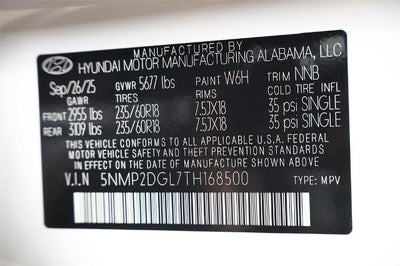 MANUFACTURED BY
HYUNDAI MOTOR MANUFACTURING ALABAMA, LLC
Sep/26/25 GVWR 5677 lbs PAINT W6H TRIM NNB
TIRES RIMS COLD TIRE INFL
FRONT 2955 lbs 235/60R18 7.5JX18 35 psi SINGLE
REAR 3109 lbs 235/60R18 7.5JX18 35 psi SINGLE
THIS VEHICLE CONFORMS TO ALL APPLICABLE U.S. FEDERAL
MOTOR VEHICLE SAFETY AND THEFT PREVENTION STANDARDS
IN EFFECT ON THE DATE OF MANUFACTURE SHOWN ABOVE.
V.I.N 5NMP2DGL7TH168500 TYPE: MPV